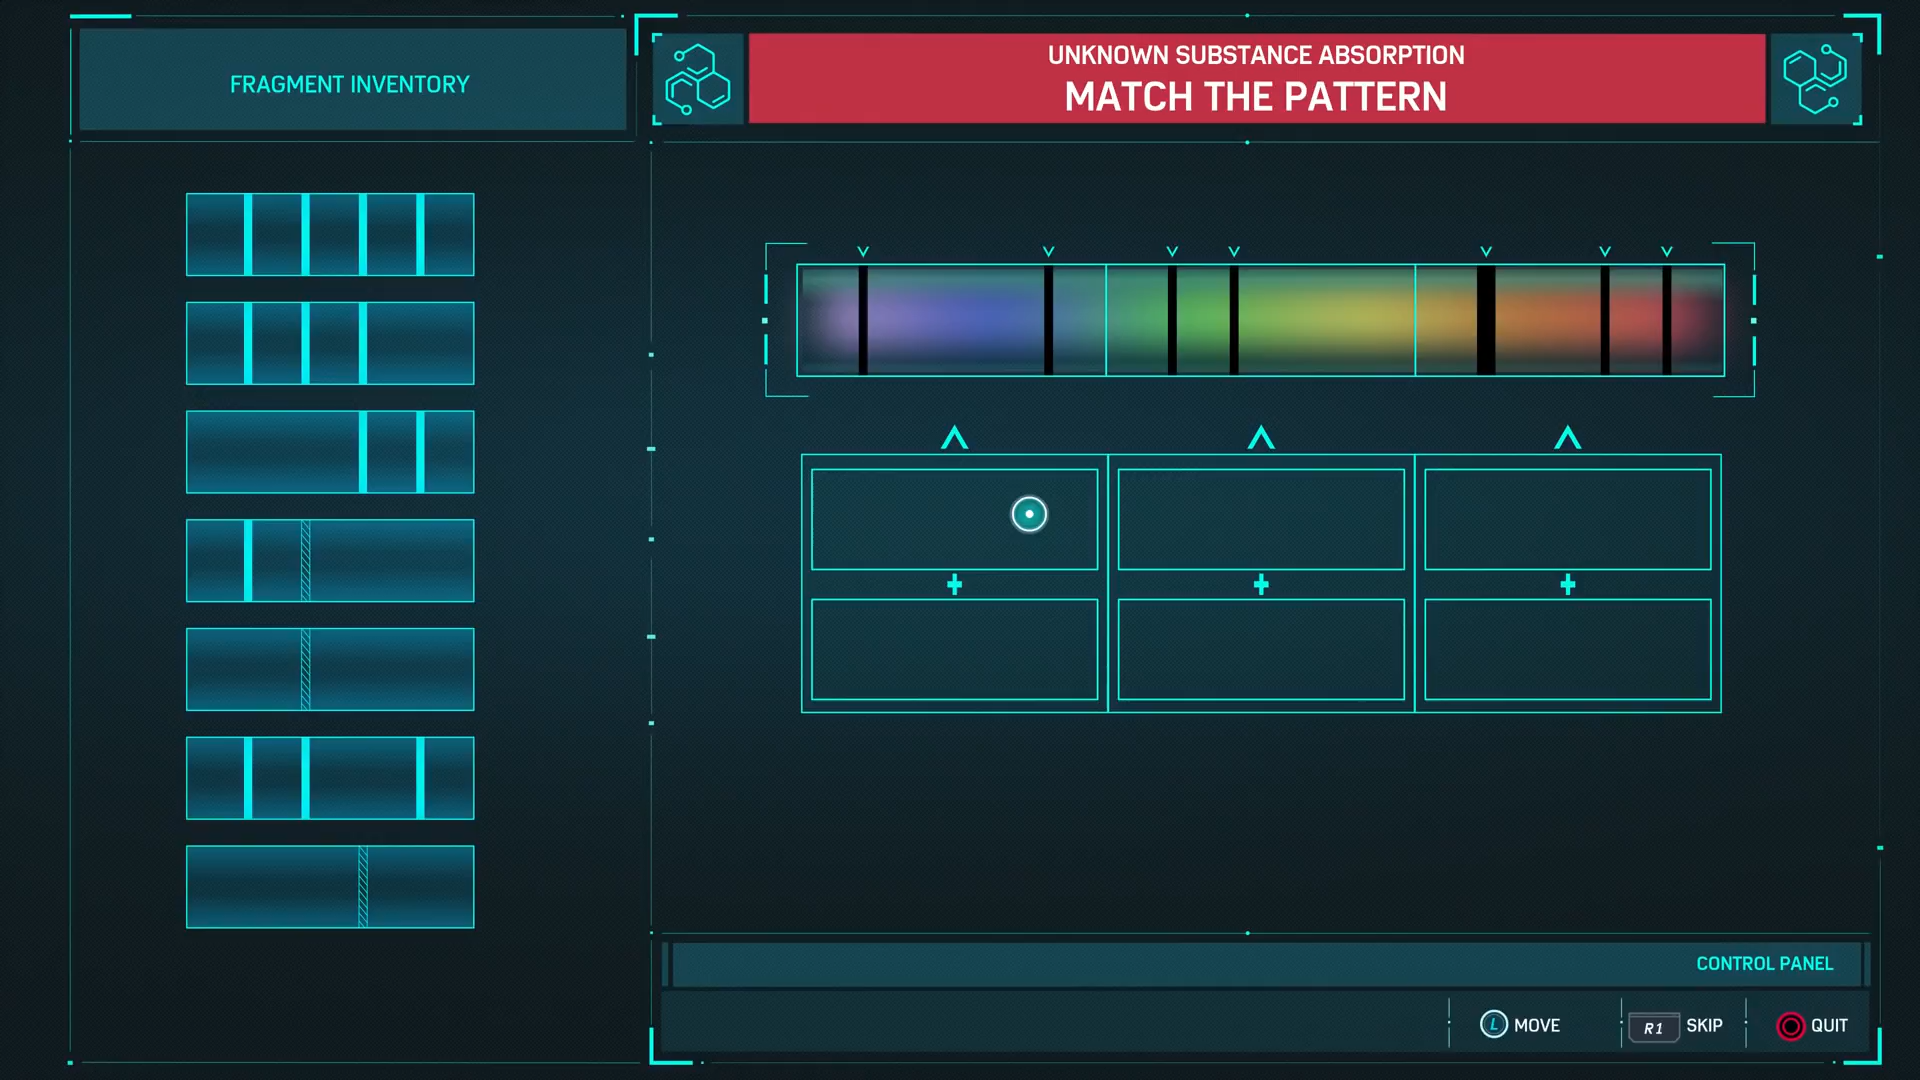 FRAGMENT INVENTORY
UNKNOWN SUBSTANCE ABSORPTION
MATCH THE PATTERN
CONTROL PANEL
L MOVE
R1 SKIP
QUIT